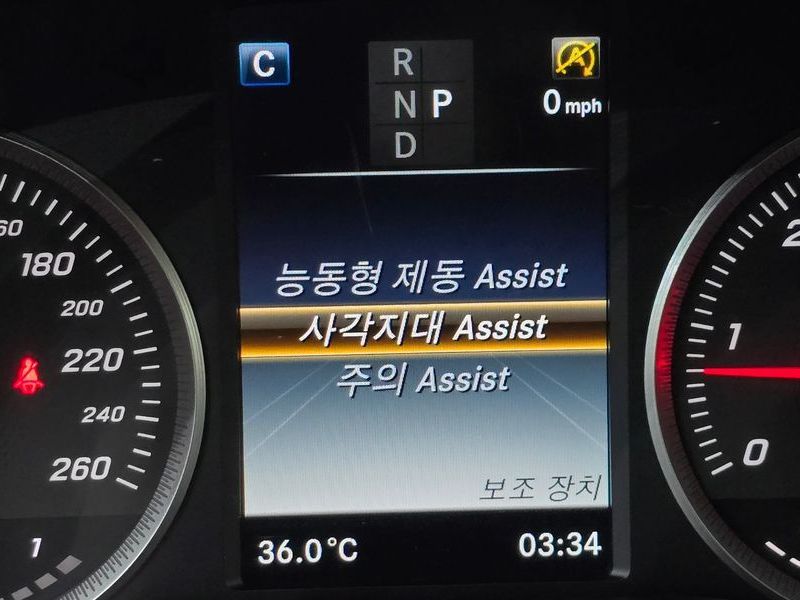 C
R
N P
D
0 mph
능동형 제동 Assist
사각지대 Assist
주의 Assist
보조 장치
36.0°C
03:34
180
200
220
240
260
1
1
0